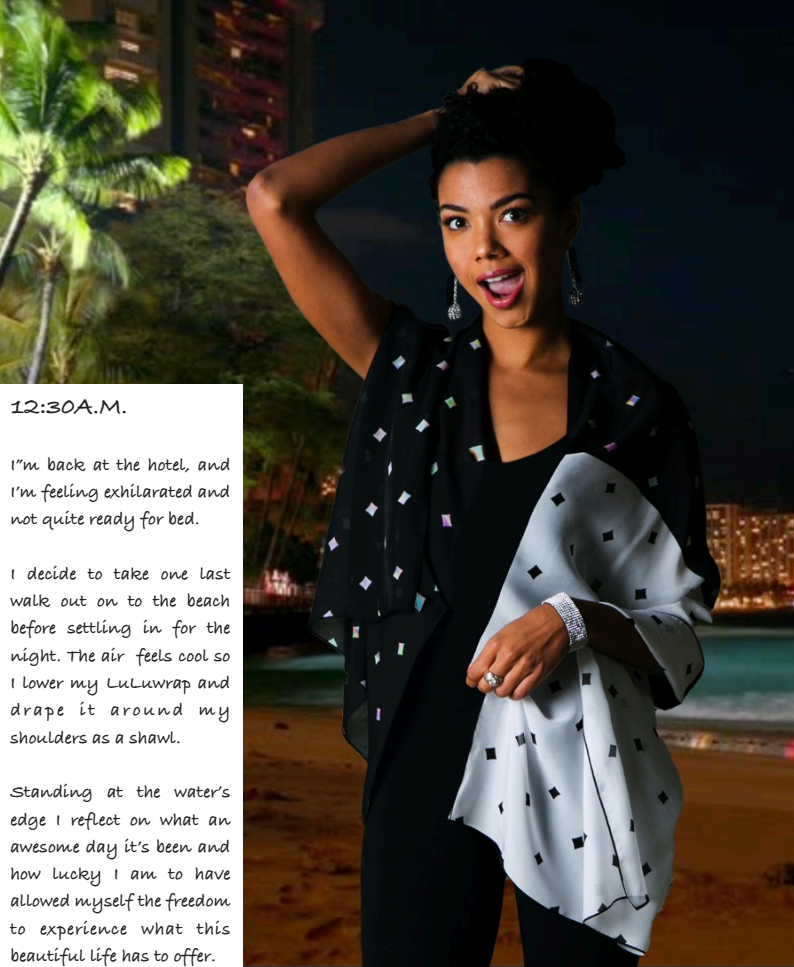 12:30A.M.
I"m back at the hotel, and
I'm feeling exhilarated and
not quite ready for bed.
I decide to take one last
walk out on to the beach
before settling in for the
night. The air feels cool so
I lower my LuLuwrap and
drape it around my
shoulders as a shawl.
Standing at the water's
edge I reflect on what an
awesome day it's been and
how lucky I am to have
allowed myself the freedom
to experience what this
beautiful life has to offer.